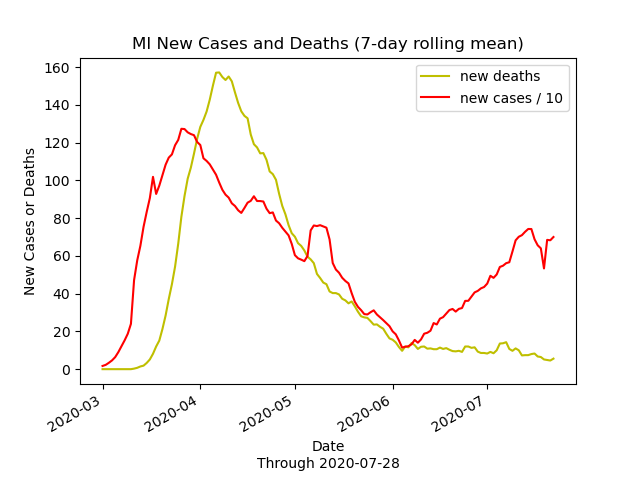 MI New Cases and Deaths (7-day rolling mean)
new deaths
new cases / 10
160
140
120
100
80
60
40
20
0
New Cases or Deaths
2020-03
2020-04
2020-05
2020-06
2020-07
Date
Through 2020-07-28